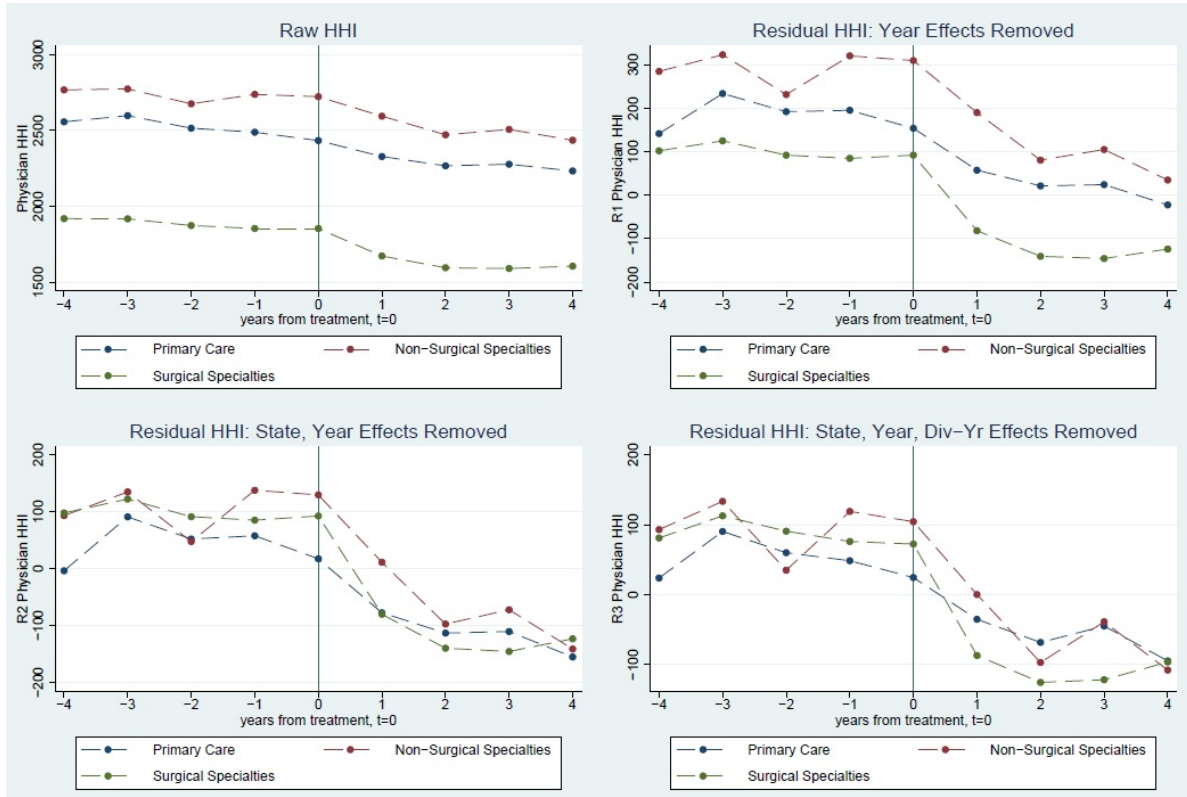 Raw HHI
Physician HHI
3000
2500
2000
1500
−4 −3 −2 −1 0 1 2 3 4
years from treatment, t=0
Primary Care Non−Surgical Specialties
Surgical Specialties
Residual HHI: Year Effects Removed
R1 Physician HHI
300
200
100
0
−100
−200
−4 −3 −2 −1 0 1 2 3 4
years from treatment, t=0
Primary Care Non−Surgical Specialties
Surgical Specialties
Residual HHI: State, Year Effects Removed
R2 Physician HHI
200
100
0
−100
−200
−4 −3 −2 −1 0 1 2 3 4
years from treatment, t=0
Primary Care Non−Surgical Specialties
Surgical Specialties
Residual HHI: State, Year, Div−Yr Effects Removed
R3 Physician HHI
200
100
0
−100
−4 −3 −2 −1 0 1 2 3 4
years from treatment, t=0
Primary Care Non−Surgical Specialties
Surgical Specialties